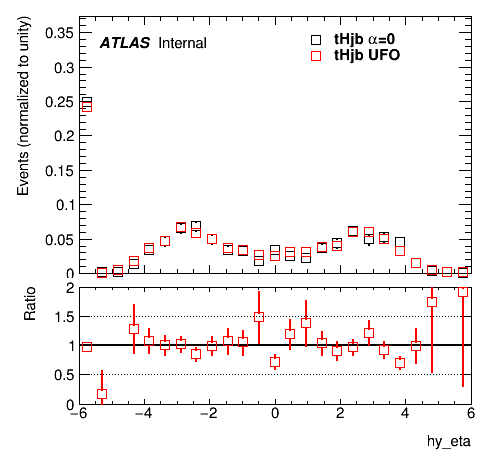 ATLAS Internal
tHjb α=0
tHjb UFO
Events (normalized to unity)
0.35
0.3
0.25
0.2
0.15
0.1
0.05
0
Ratio
2
1.5
1
0.5
0
−6 −4 −2 0 2 4 6
hy_eta